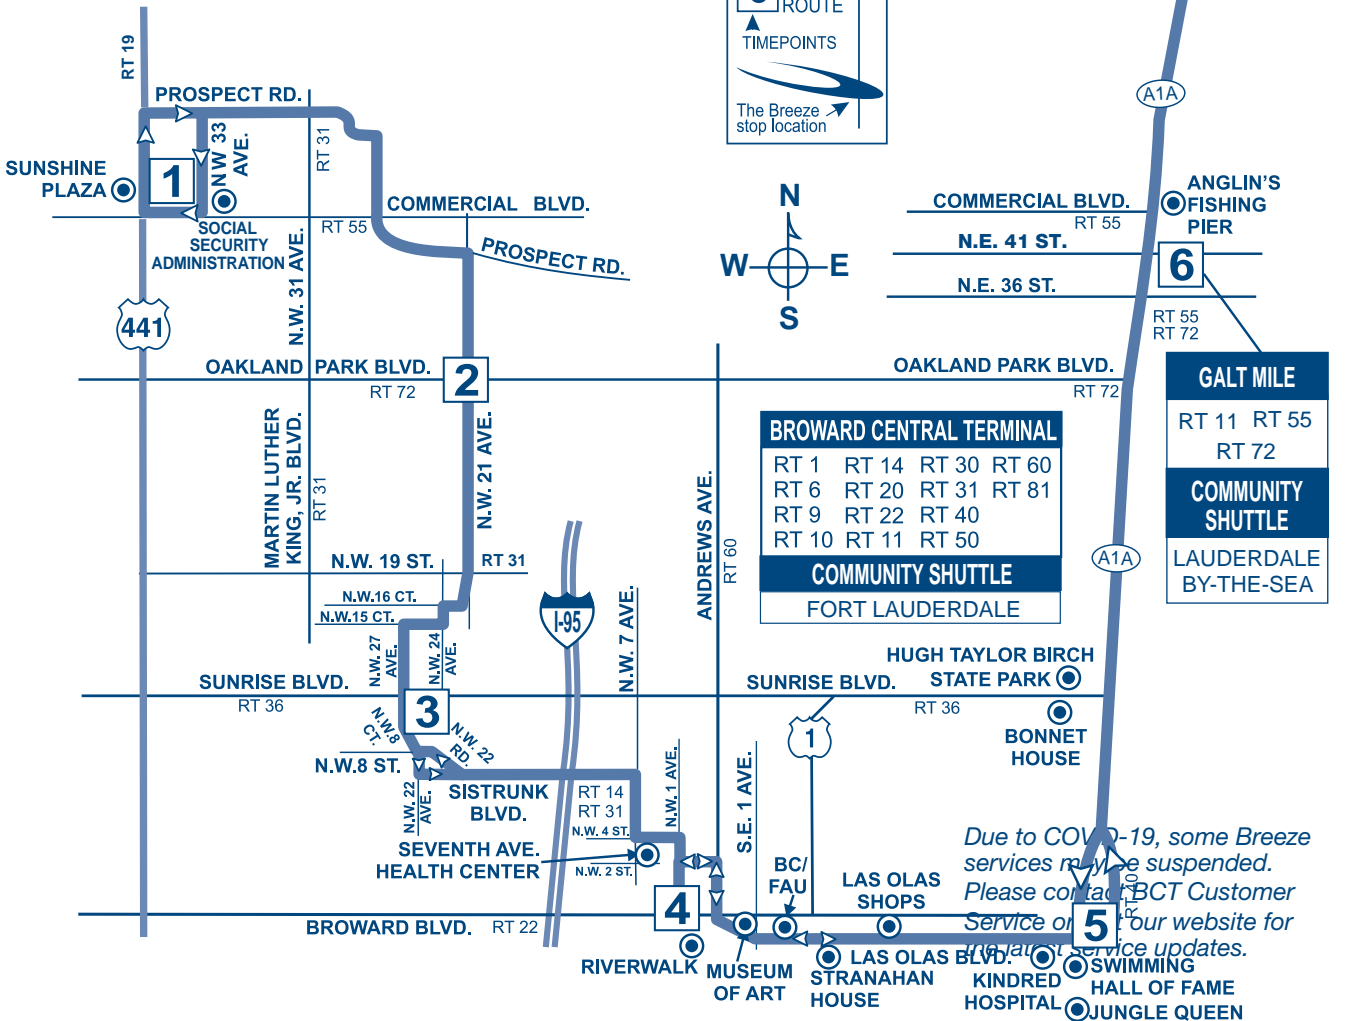 ROUTE
TIMEPOINTS
The Breeze
stop location
RT 19
PROSPECT RD.
RT 31
NW 33
AVE.
SUNSHINE
PLAZA
1
SOCIAL
SECURITY
ADMINISTRATION
COMMERCIAL BLVD.
RT 55
PROSPECT RD.
N.W. 31 AVE.
441
N
W E
S
A1A
COMMERCIAL BLVD.
RT 55
ANGLIN'S
FISHING
PIER
N.E. 41 ST.
6
N.E. 36 ST.
RT 55
RT 72
OAKLAND PARK BLVD.
RT 72
2
OAKLAND PARK BLVD.
RT 72
GALT MILE
RT 11 RT 55
RT 72
COMMUNITY
SHUTTLE
LAUDERDALE
BY-THE-SEA
MARTIN LUTHER
KING, JR. BLVD.
RT 31
N.W. 21 AVE.
ANDREWS AVE.
RT 60
BROWARD CENTRAL TERMINAL
RT 1 RT 14 RT 30 RT 60
RT 6 RT 20 RT 31 RT 81
RT 9 RT 22 RT 40
RT 10 RT 11 RT 50
COMMUNITY SHUTTLE
FORT LAUDERDALE
A1A
N.W. 19 ST.
RT 31
N.W.16 CT.
N.W.15 CT.
N.W. 27
AVE.
N.W. 24
AVE.
I-95
N.W. 7 AVE.
SUNRISE BLVD.
RT 36
3
SUNRISE BLVD.
RT 36
HUGH TAYLOR BIRCH
STATE PARK
BONNET
HOUSE
1
N.W.8
CT.
N.W. 22
RD.
N.W.8 ST.
N.W. 22
AVE.
SISTRUNK
BLVD.
RT 14
RT 31
N.W. 4 ST.
N.W. 2 ST.
N.W. 1 AVE.
S.E. 1 AVE.
SEVENTH AVE.
HEALTH CENTER
4
BROWARD BLVD.
RT 22
RIVERWALK
MUSEUM
OF ART
BC/
FAU
LAS OLAS
SHOPS
STRANAHAN
HOUSE
LAS OLAS BLVD.
Due to COVID-19, some Breeze
services may be suspended.
Please contact BCT Customer
Service or our website for
the latest service updates.
RT 40
5
KINDRED
HOSPITAL
SWIMMING
HALL OF FAME
JUNGLE QUEEN